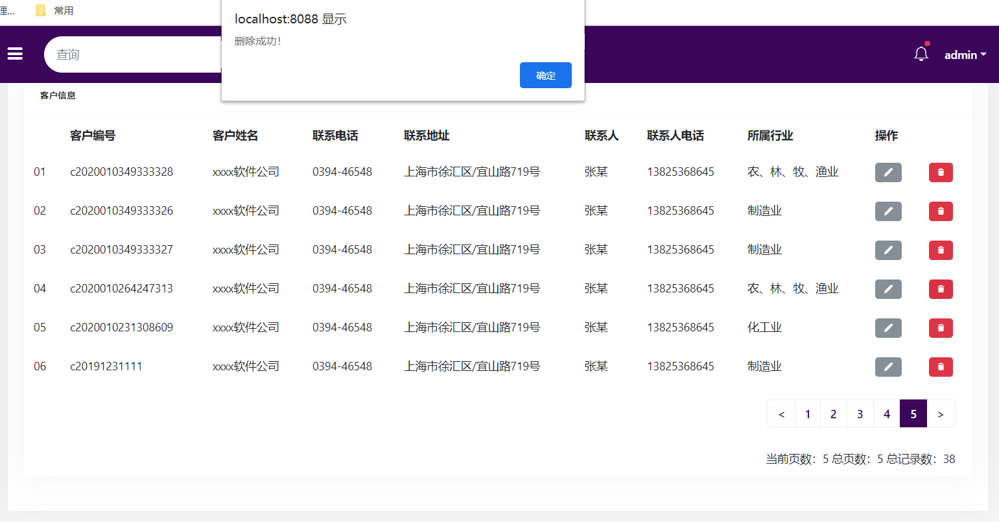 理...
常用
localhost:8088 显示
删除成功！
确定
查询
admin
客户信息
客户编号 客户姓名 联系电话 联系地址 联系人 联系人电话 所属行业 操作
01 c2020010349333328 xxxx软件公司 0394-46548 上海市徐汇区/宜山路719号 张某 13825368645 农、林、牧、渔业
02 c2020010349333326 xxxx软件公司 0394-46548 上海市徐汇区/宜山路719号 张某 13825368645 制造业
03 c2020010349333327 xxxx软件公司 0394-46548 上海市徐汇区/宜山路719号 张某 13825368645 制造业
04 c2020010264247313 xxxx软件公司 0394-46548 上海市徐汇区/宜山路719号 张某 13825368645 农、林、牧、渔业
05 c2020010231308609 xxxx软件公司 0394-46548 上海市徐汇区/宜山路719号 张某 13825368645 化工业
06 c20191231111 xxxx软件公司 0394-46548 上海市徐汇区/宜山路719号 张某 13825368645 制造业
< 1 2 3 4 5 >
当前页数：5 总页数：5 总记录数：38